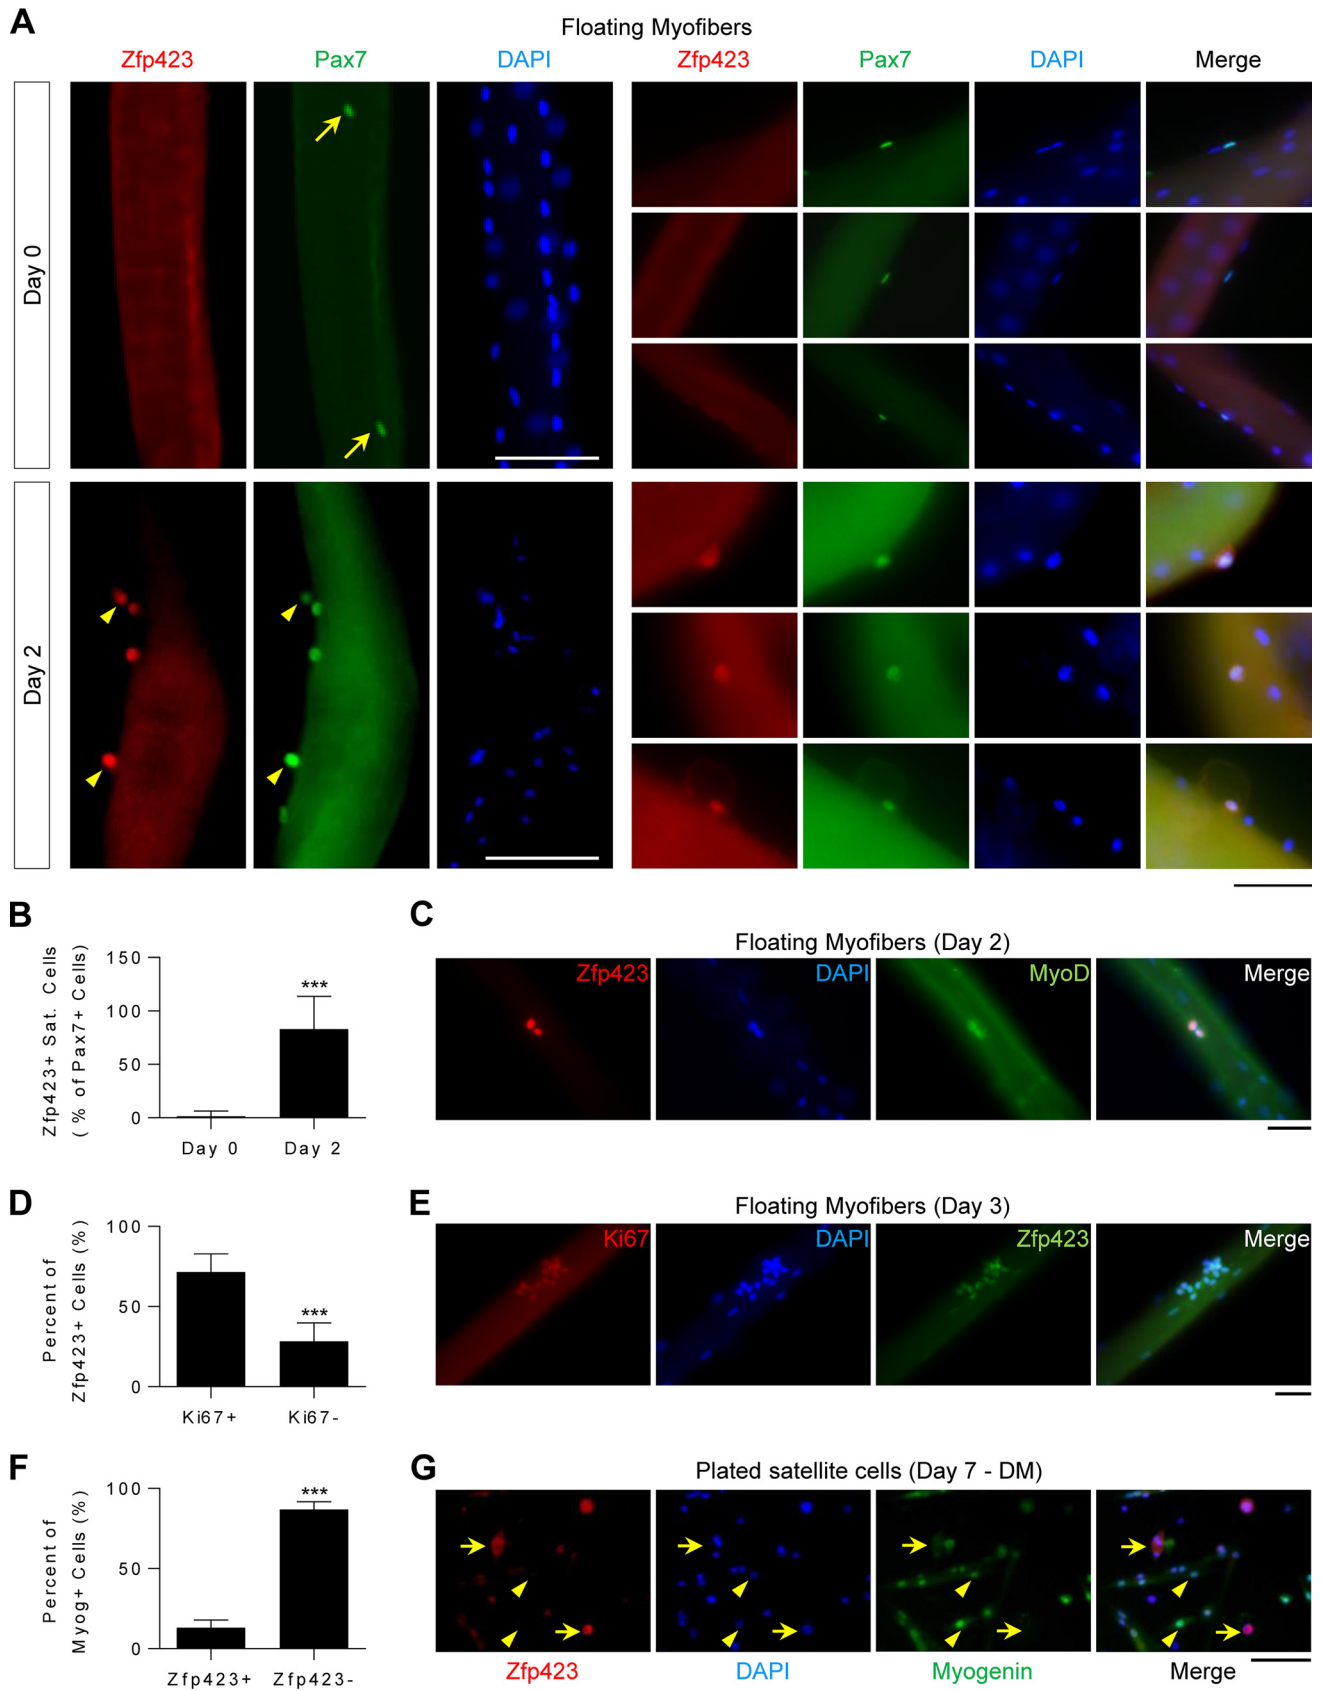 A
Floating Myofibers
Zfp423 Pax7 DAPI Zfp423 Pax7 DAPI Merge
Day 0
Day 2
B
Zfp423+ Sat. Cells
( % of Pax7+ Cells)
150
100
50
0
***
Day 0 Day 2
C
Floating Myofibers (Day 2)
Zfp423 DAPI MyoD Merge
D
Percent of
Zfp423+ Cells (%)
100
50
0
***
Ki67+ Ki67-
E
Floating Myofibers (Day 3)
Ki67 DAPI Zfp423 Merge
F
Percent of
Myog+ Cells (%)
100
50
0
***
Zfp423+ Zfp423-
G
Plated satellite cells (Day 7 - DM)
Zfp423 DAPI Myogenin Merge